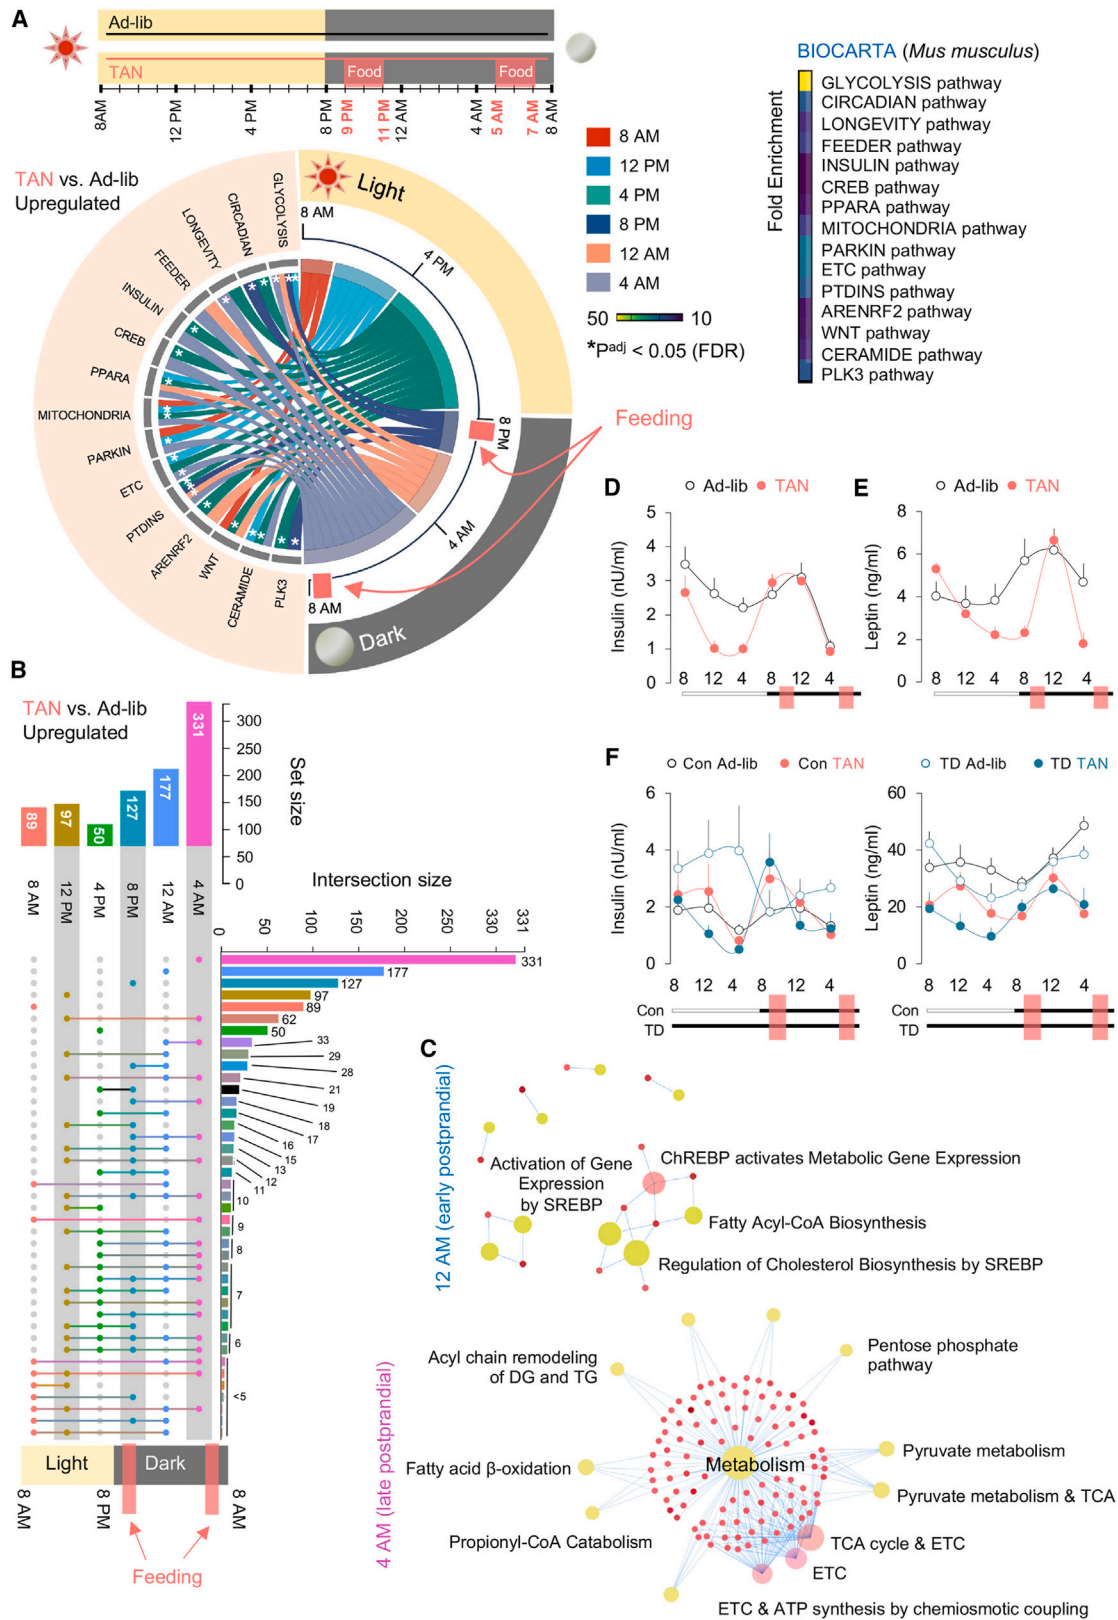 A
Ad-lib
TAN
Food
Food
8AM
12 PM
4 PM
8 PM
9 PM
11 PM
12 AM
4 AM
5 AM
7 AM
8 AM
TAN vs. Ad-lib
Upregulated
8 AM
12 PM
4 PM
8 PM
12 AM
4 AM
50
10
*Padj < 0.05 (FDR)
BIOCARTA (Mus musculus)
Fold Enrichment
GLYCOLYSIS pathway
CIRCADIAN pathway
LONGEVITY pathway
FEEDER pathway
INSULIN pathway
CREB pathway
PPARA pathway
MITOCHONDRIA pathway
PARKIN pathway
ETC pathway
PTDINS pathway
ARENRF2 pathway
WNT pathway
CERAMIDE pathway
PLK3 pathway
Light
8 AM
4 PM
8 PM
4 AM
8 AM
Dark
Feeding
GLYCOLYSIS
CIRCADIAN
LONGEVITY
FEEDER
INSULIN
CREB
PPARA
MITOCHONDRIA
PARKIN
ETC
PTDINS
ARENRF2
WNT
CERAMIDE
PLK3
D
Ad-lib
TAN
Insulin (nU/ml)
5
4
3
2
1
0
8 12 4 8 12 4
E
Ad-lib
TAN
Leptin (ng/ml)
8
6
4
2
0
8 12 4 8 12 4
B
TAN vs. Ad-lib
Upregulated
89
97
50
127
177
331
300
250
200
150
100
50
0
Set size
8 AM
12 PM
4 PM
8 PM
12 AM
4 AM
Intersection size
0
50
100
200
250
330
331
331
177
127
97
89
62
50
33
29
28
21
19
18
17
16
15
13
12
11
10
9
8
7
6
<5
Light
Dark
8 AM
8 PM
8 AM
Feeding
F
Con Ad-lib
Con TAN
TD Ad-lib
TD TAN
Insulin (nU/ml)
6
4
2
0
8 12 4 8 12 4
Con
TD
Leptin (ng/ml)
60
40
20
0
8 12 4 8 12 4
Con
TD
C
12 AM (early postprandial)
Activation of Gene
Expression
by SREBP
ChREBP activates Metabolic Gene Expression
Fatty Acyl-CoA Biosynthesis
Regulation of Cholesterol Biosynthesis by SREBP
4 AM (late postprandial)
Acyl chain remodeling
of DG and TG
Pentose phosphate
pathway
Metabolism
Pyruvate metabolism
Fatty acid β-oxidation
Pyruvate metabolism & TCA
Propionyl-CoA Catabolism
TCA cycle & ETC
ETC
ETC & ATP synthesis by chemiosmotic coupling